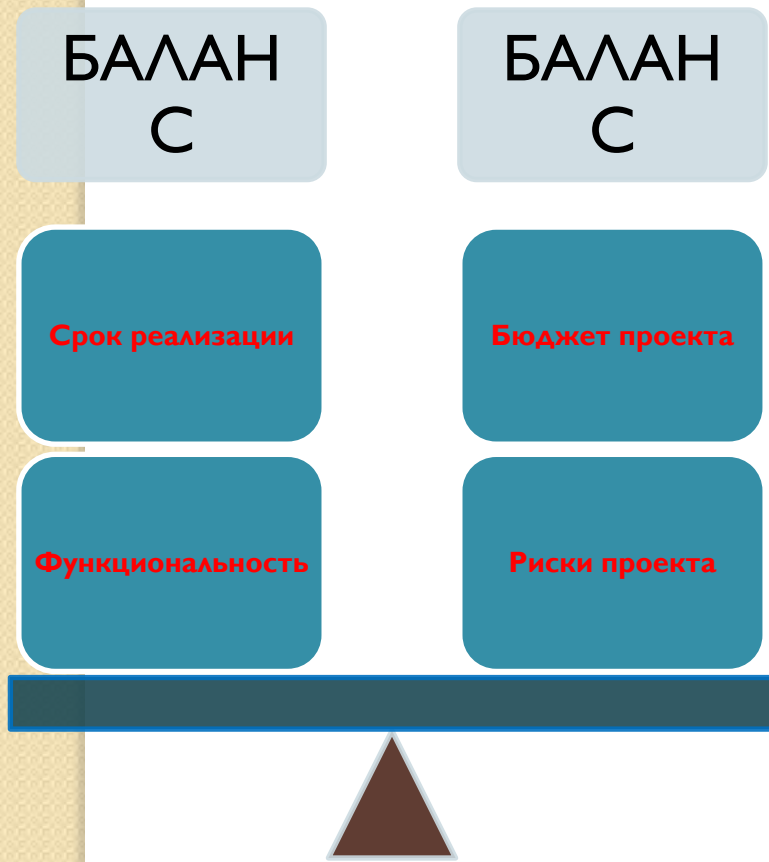 БАЛАН
С
БАЛАН
С
Срок реализации
Бюджет проекта
Функциональность
Риски проекта